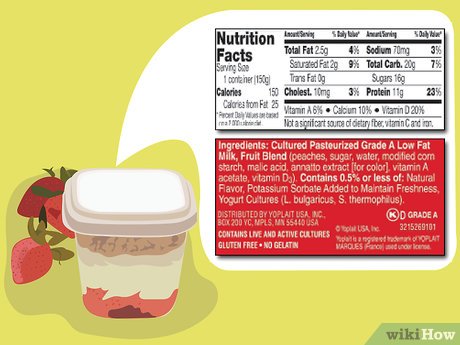 Nutrition Facts
Serving Size
1 container (150g)
Calories 150
Calories from Fat 25
* Percent Daily Values are
based on a 2,000 calorie diet.
Amount/Serving % Daily Value* Amount/Serving % Daily Value*
Total Fat 2.5g 4% Sodium 70mg 3%
Saturated Fat 2g 9% Total Carb. 20g 7%
Trans Fat 0g Sugars 16g
Cholest. 10mg 3% Protein 11g 23%
Vitamin A 6% • Calcium 10% • Vitamin D 20%
Not a significant source of dietary fiber, vitamin C and iron.
Ingredients: Cultured Pasteurized Grade A Low Fat
Milk, Fruit Blend (peaches, sugar, water, modified corn
starch, malic acid, annatto extract [for color], vitamin A
acetate, vitamin D3). Contains 0.5% or less of: Natural
Flavor, Potassium Sorbate Added to Maintain Freshness,
Yogurt Cultures (L. bulgaricus, S. thermophilus).
DISTRIBUTED BY YOPLAIT USA, INC.,
BOX 200 YC, MPLS, MN 55440 USA
CONTAINS LIVE AND ACTIVE CULTURES
GLUTEN FREE • NO GELATIN
K D GRADE A
3215269101
© Yoplait USA, Inc.
Yoplait is a registered trademark of YOPLAIT
MARQUES (France) used under license.
wikiHow